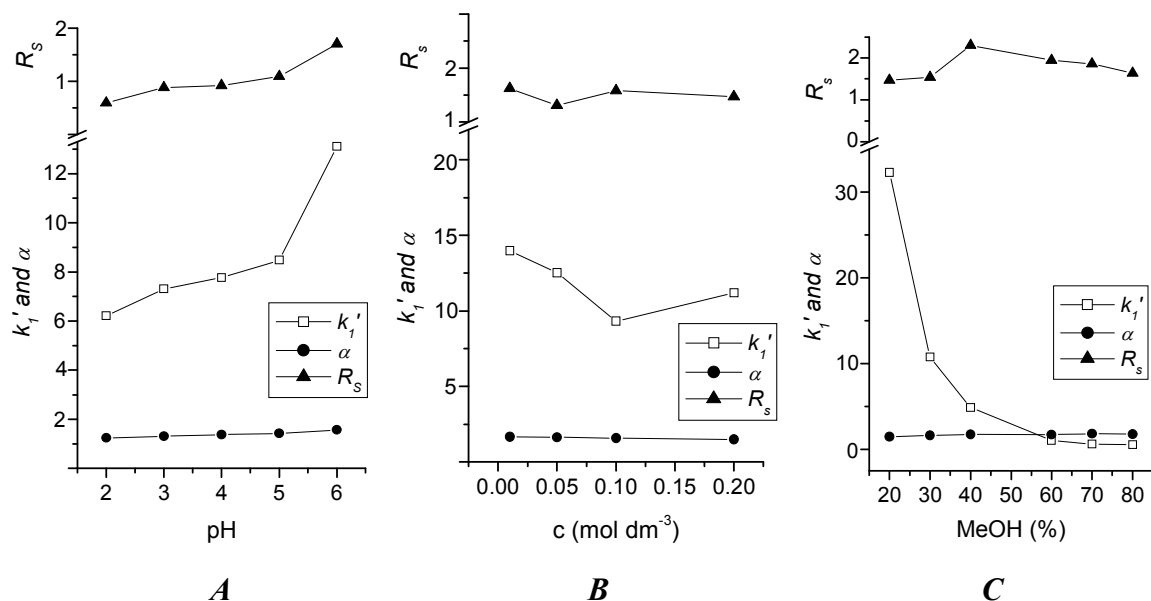 2
1
R_S
12
10
8
6
4
2
k_1' and α
k_1'
α
R_S
2 3 4 5 6
pH
A
2
1
R_s
20
15
10
5
k_1' and α
k_1'
α
R_s
0.00 0.05 0.10 0.15 0.20
c (mol dm^-3)
B
2
1
0
R_s
30
20
10
0
k_1' and α
k_1'
α
R_s
20 30 40 50 60 70 80
MeOH (%)
C